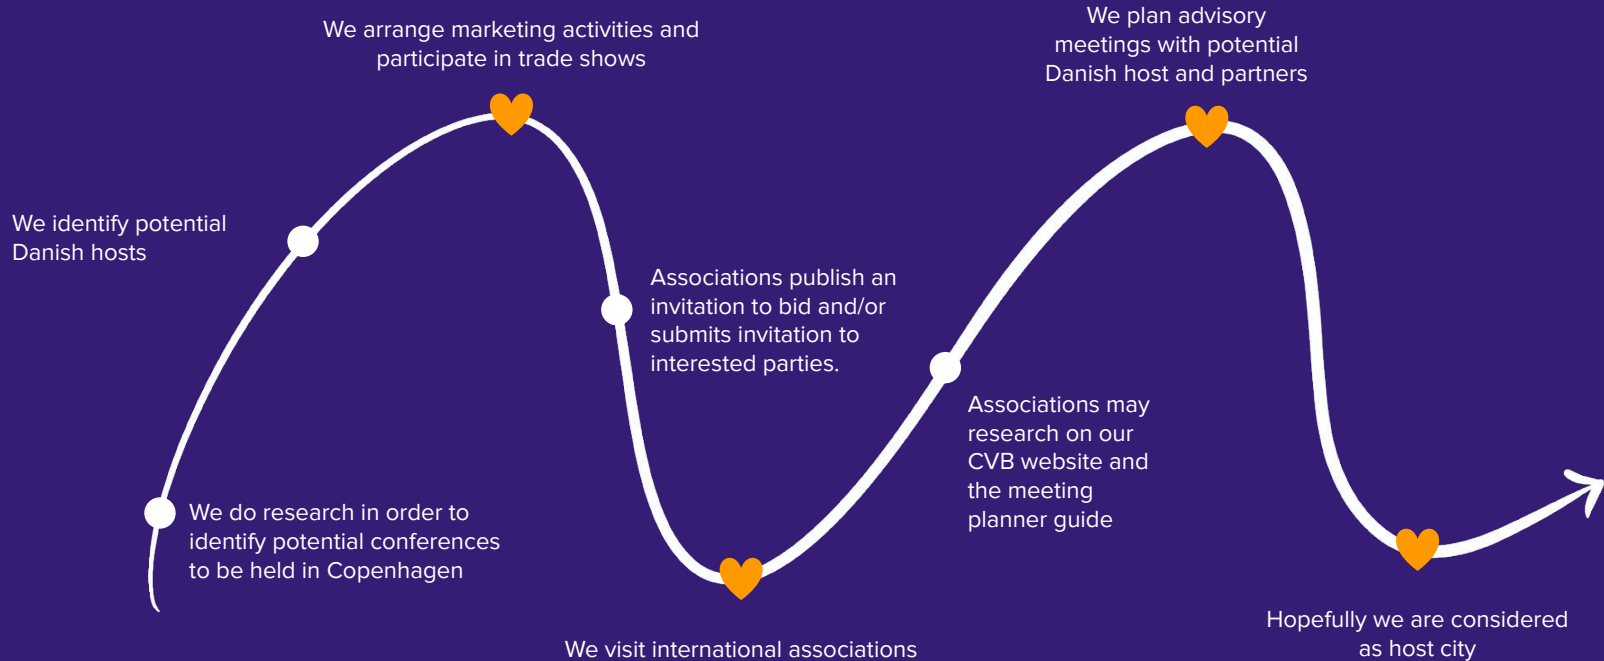 We arrange marketing activities and
participate in trade shows
We plan advisory
meetings with potential
Danish host and partners
We identify potential
Danish hosts
Associations publish an
invitation to bid and/or
submits invitation to
interested parties.
Associations may
research on our
CVB website and
the meeting
planner guide
We do research in order to
identify potential conferences
to be held in Copenhagen
We visit international associations
Hopefully we are considered
as host city